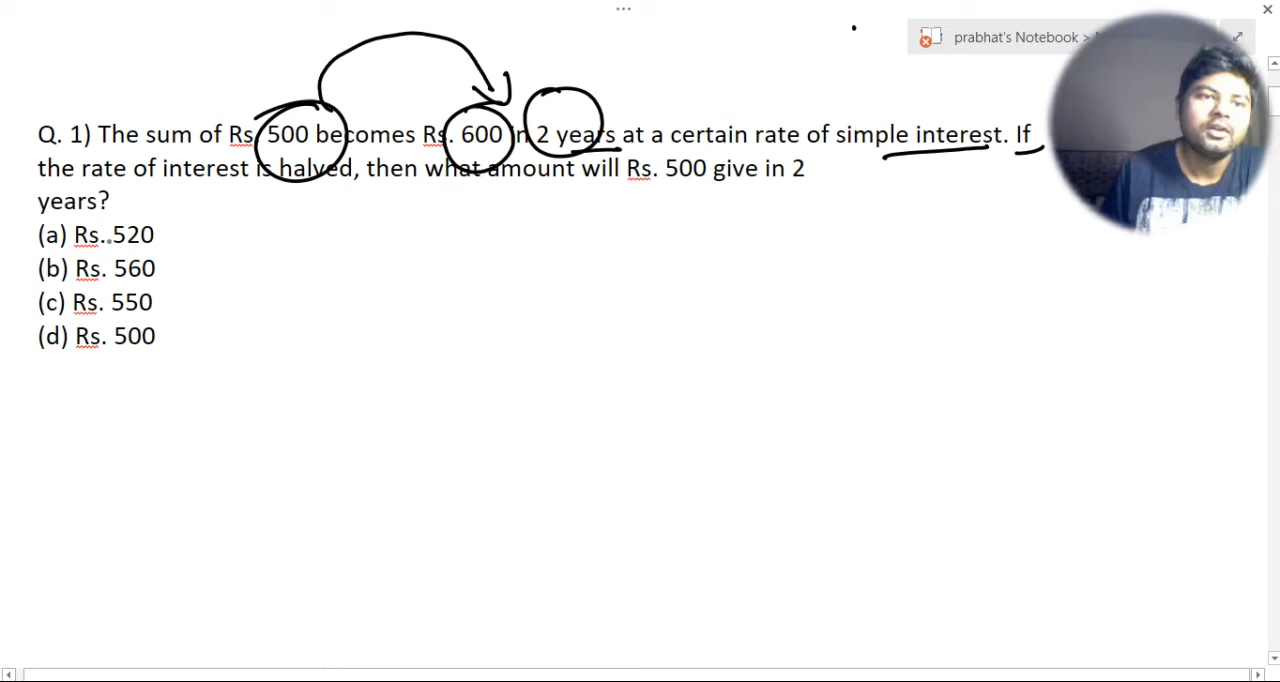 prabhat's Notebook >
Q. 1) The sum of Rs. 500 becomes Rs. 600 in 2 years at a certain rate of simple interest. If
the rate of interest is halved, then what amount will Rs. 500 give in 2
years?
(a) Rs..520
(b) Rs. 560
(c) Rs. 550
(d) Rs. 500